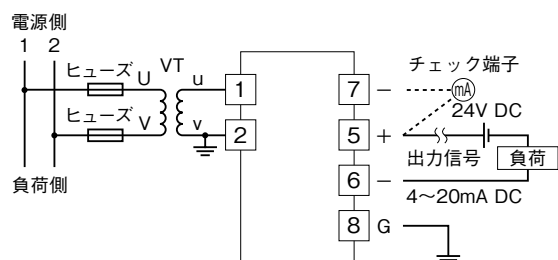 電源側
1 2
ヒューズ U VT u 1
ヒューズ V v 2
負荷側
チェック端子
7 − mA
24V DC
5 +
出力信号 負荷
6 −
4～20mA DC
8 G